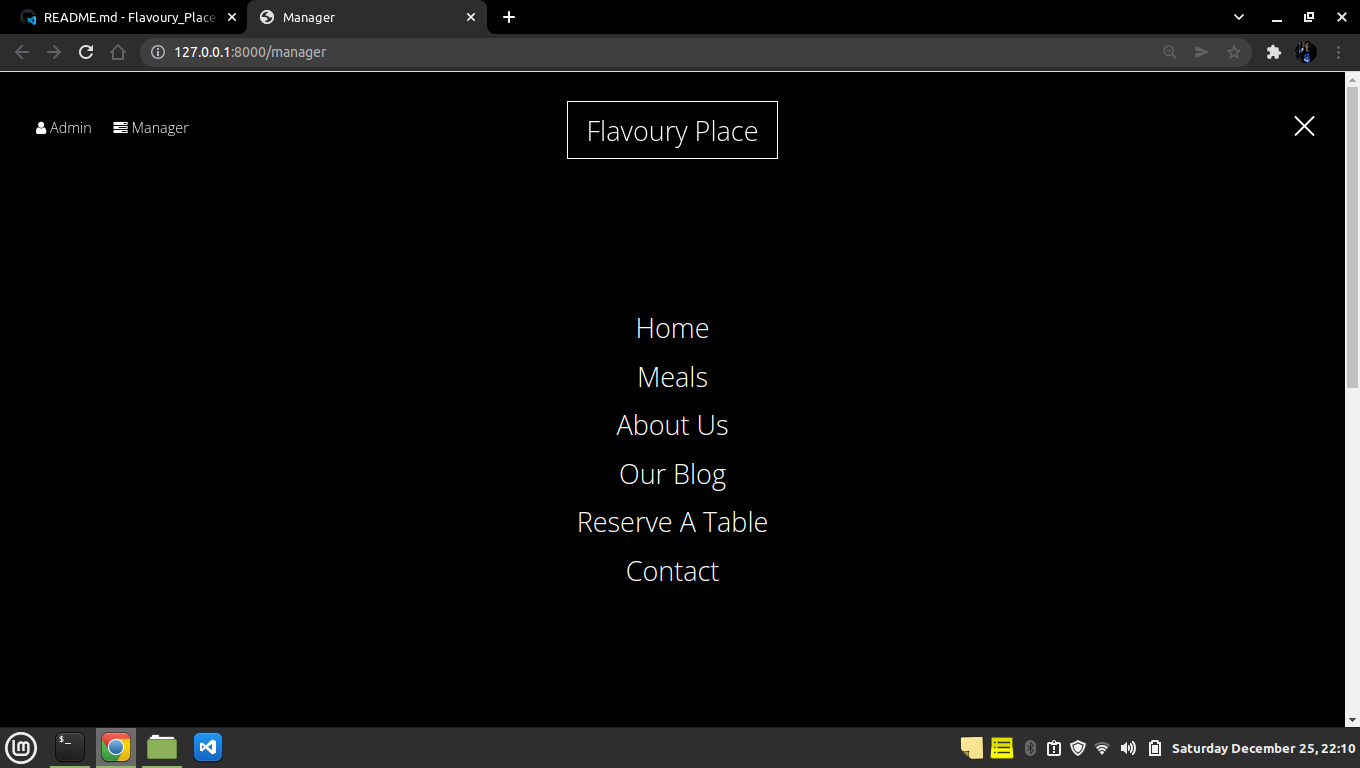 README.md - Flavoury_Place
Manager
127.0.0.1:8000/manager
Admin
Manager
Flavoury Place
Home
Meals
About Us
Our Blog
Reserve A Table
Contact
$_
Saturday December 25, 22:10